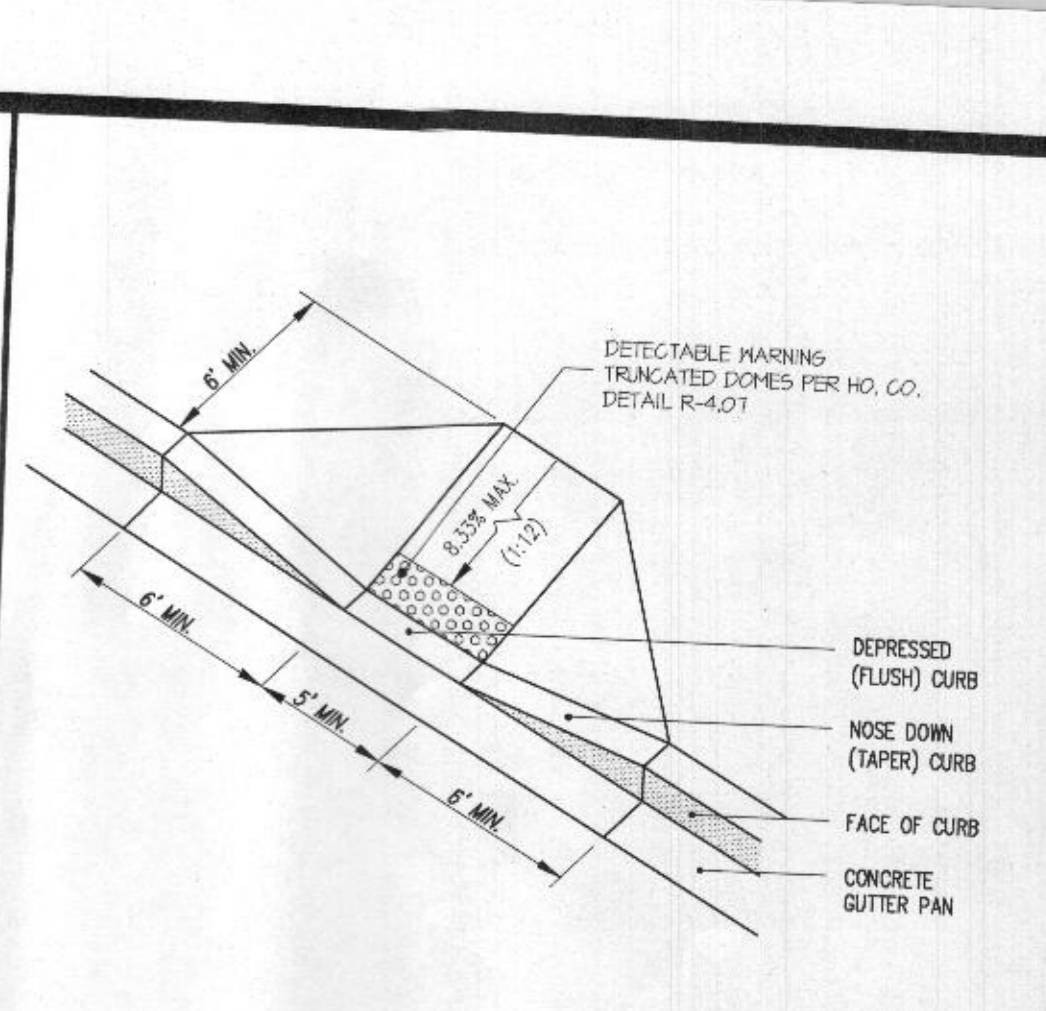 6' MIN.
DETECTABLE WARNING
TRUNCATED DOMES PER HO. CO.
DETAIL R-4.07
8.33% MAX.
(1:12)
6' MIN.
5' MIN.
6' MIN.
DEPRESSED
(FLUSH) CURB
NOSE DOWN
(TAPER) CURB
FACE OF CURB
CONCRETE
GUTTER PAN